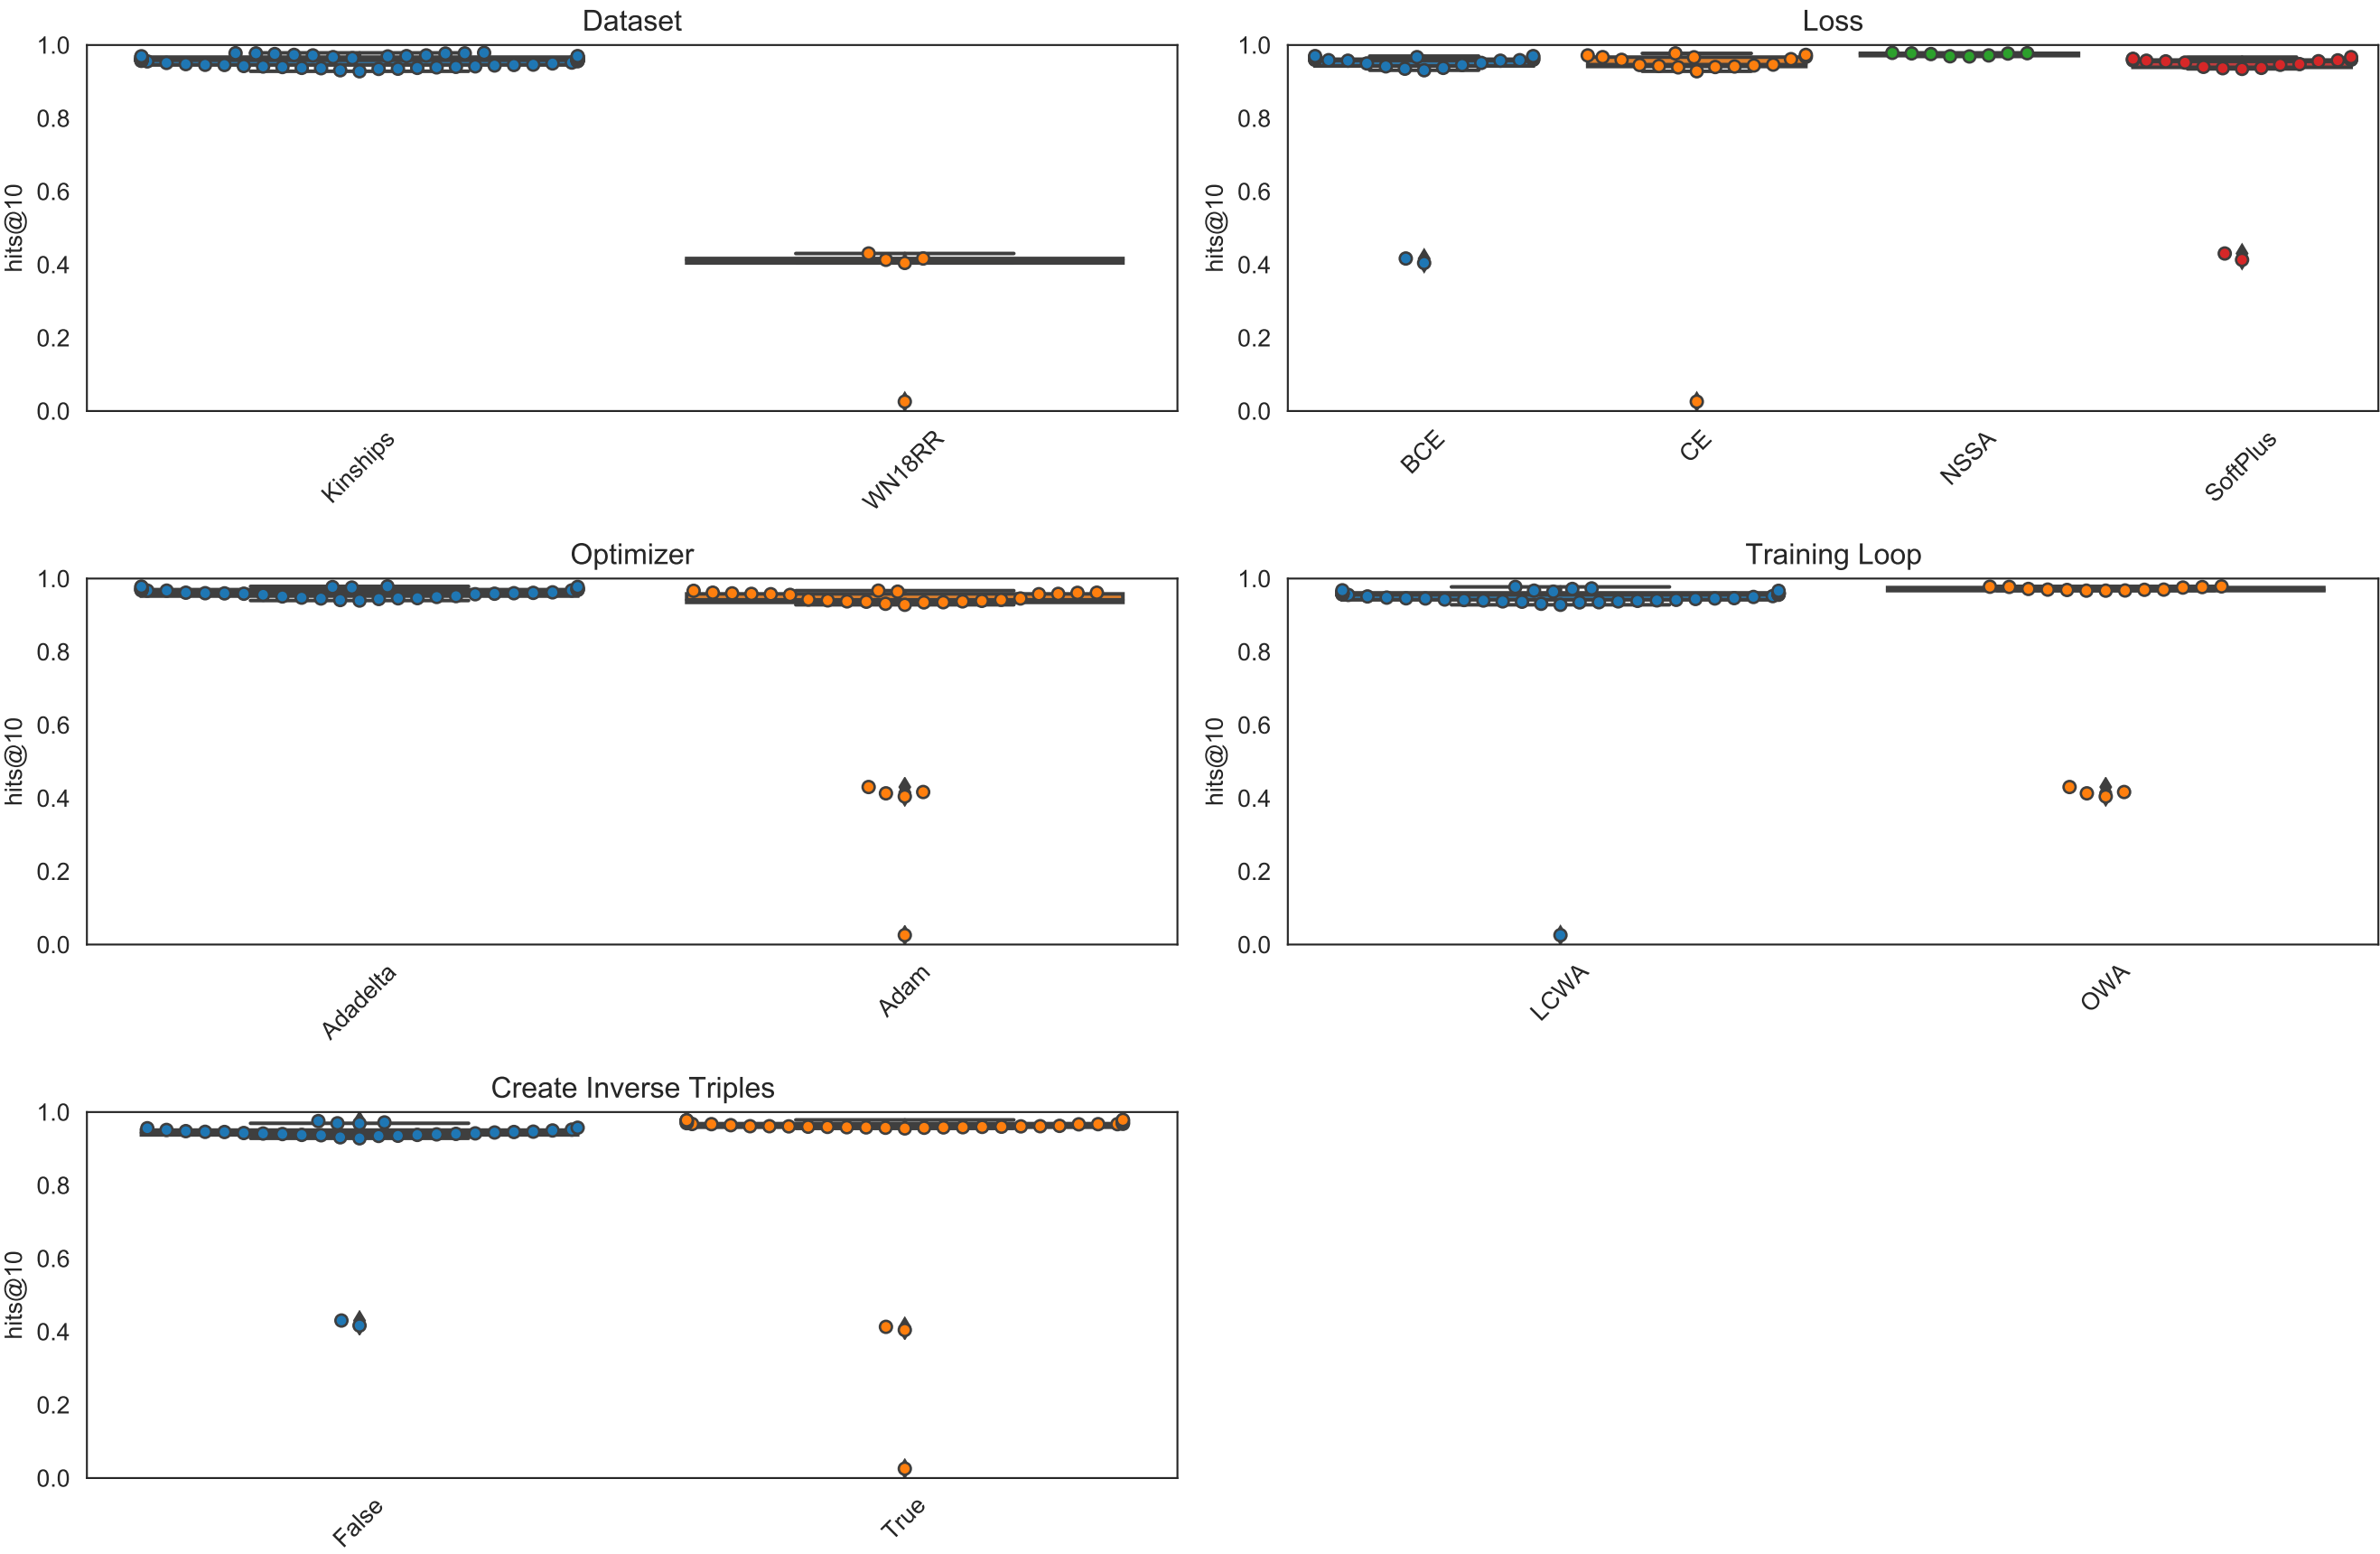 Dataset
hits@10
1.0
0.8
0.6
0.4
0.2
0.0
Kinships
WN18RR
Loss
hits@10
1.0
0.8
0.6
0.4
0.2
0.0
BCE
CE
NSSA
SoftPlus
Optimizer
hits@10
1.0
0.8
0.6
0.4
0.2
0.0
Adadelta
Adam
Training Loop
hits@10
1.0
0.8
0.6
0.4
0.2
0.0
LCWA
OWA
Create Inverse Triples
hits@10
1.0
0.8
0.6
0.4
0.2
0.0
False
True